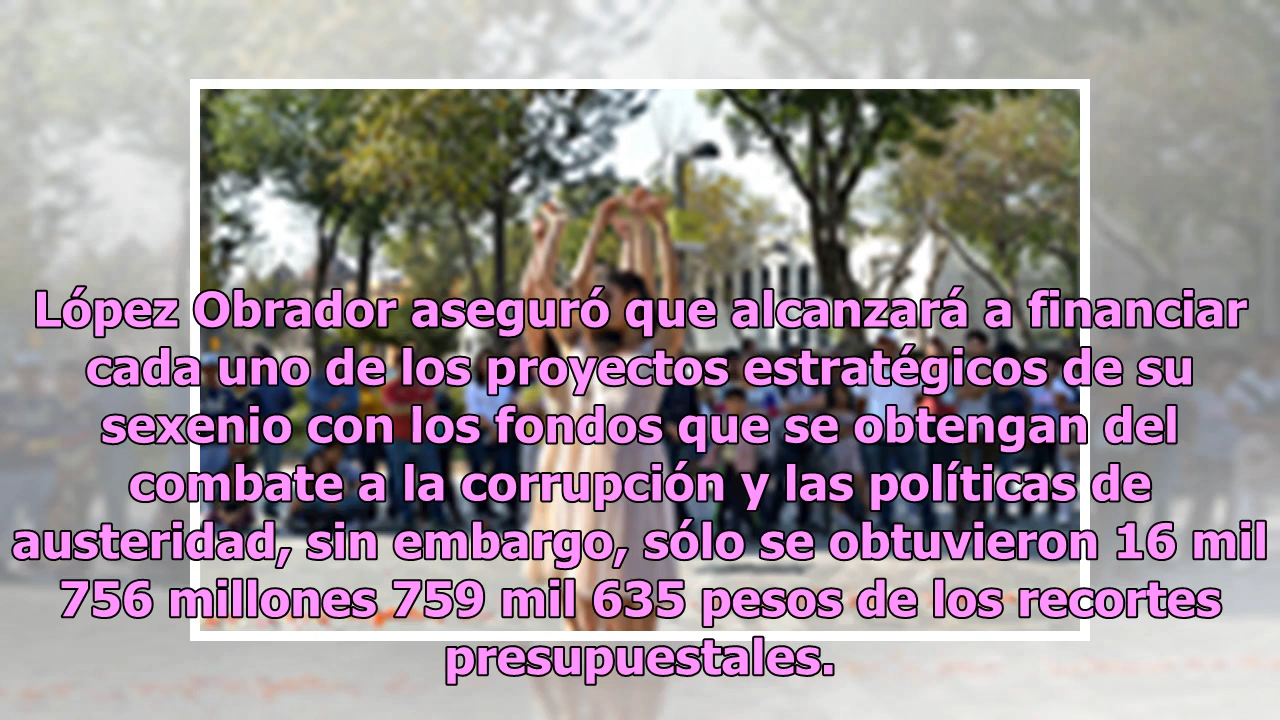 López Obrador aseguró que alcanzará a financiar
cada uno de los proyectos estratégicos de su
sexenio con los fondos que se obtengan del
combate a la corrupción y las políticas de
austeridad, sin embargo, sólo se obtuvieron 16 mil
756 millones 759 mil 635 pesos de los recortes
presupuestales.